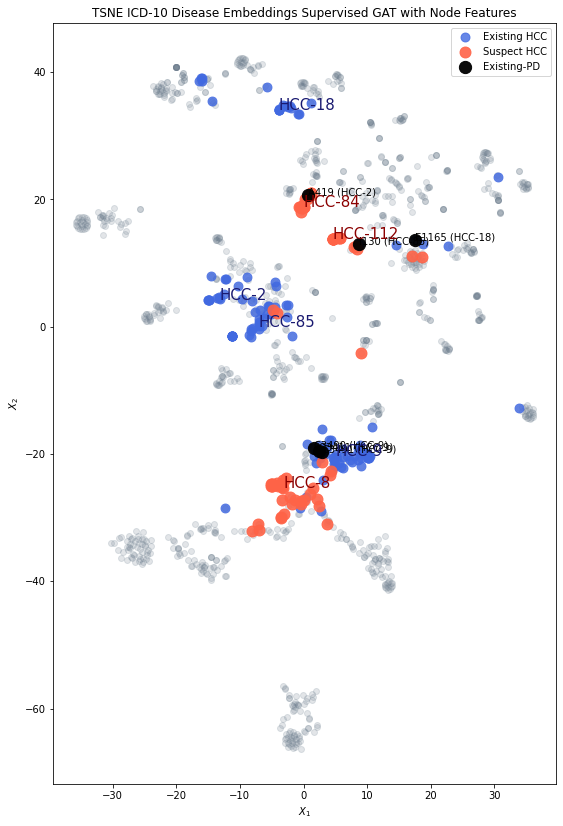 TSNE ICD-10 Disease Embeddings Supervised GAT with Node Features
Existing HCC
Suspect HCC
Existing-PD
40
HCC-18
20
A419 (HCC-2)
HCC-84
HCC-112
E1165 (HCC-18)
HCC-2
0
HCC-85
-20
HCC-8
-40
-60
-30
-20
-10
0
10
20
30
X1
X2